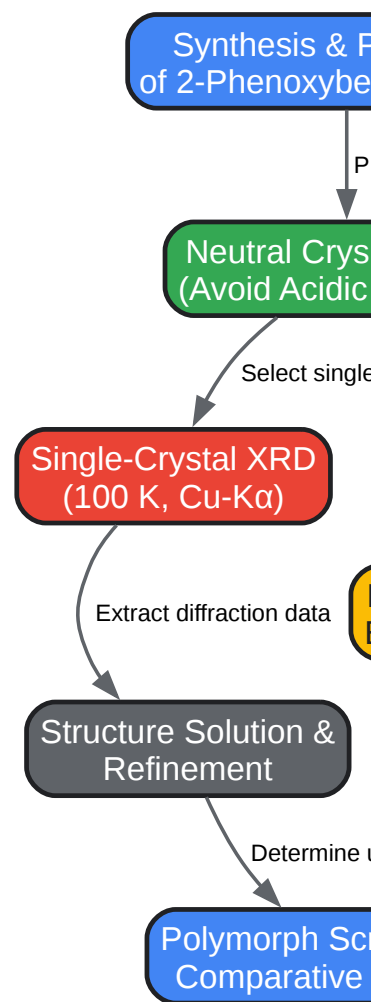 Synthesis &
of 2-Phenoxybe
Neutral Crys
(Avoid Acidic
Select single
Single-Crystal XRD
(100 K, Cu-Kα)
Extract diffraction data
Structure Solution &
Refinement
Determine
Polymorph Scr
Comparative